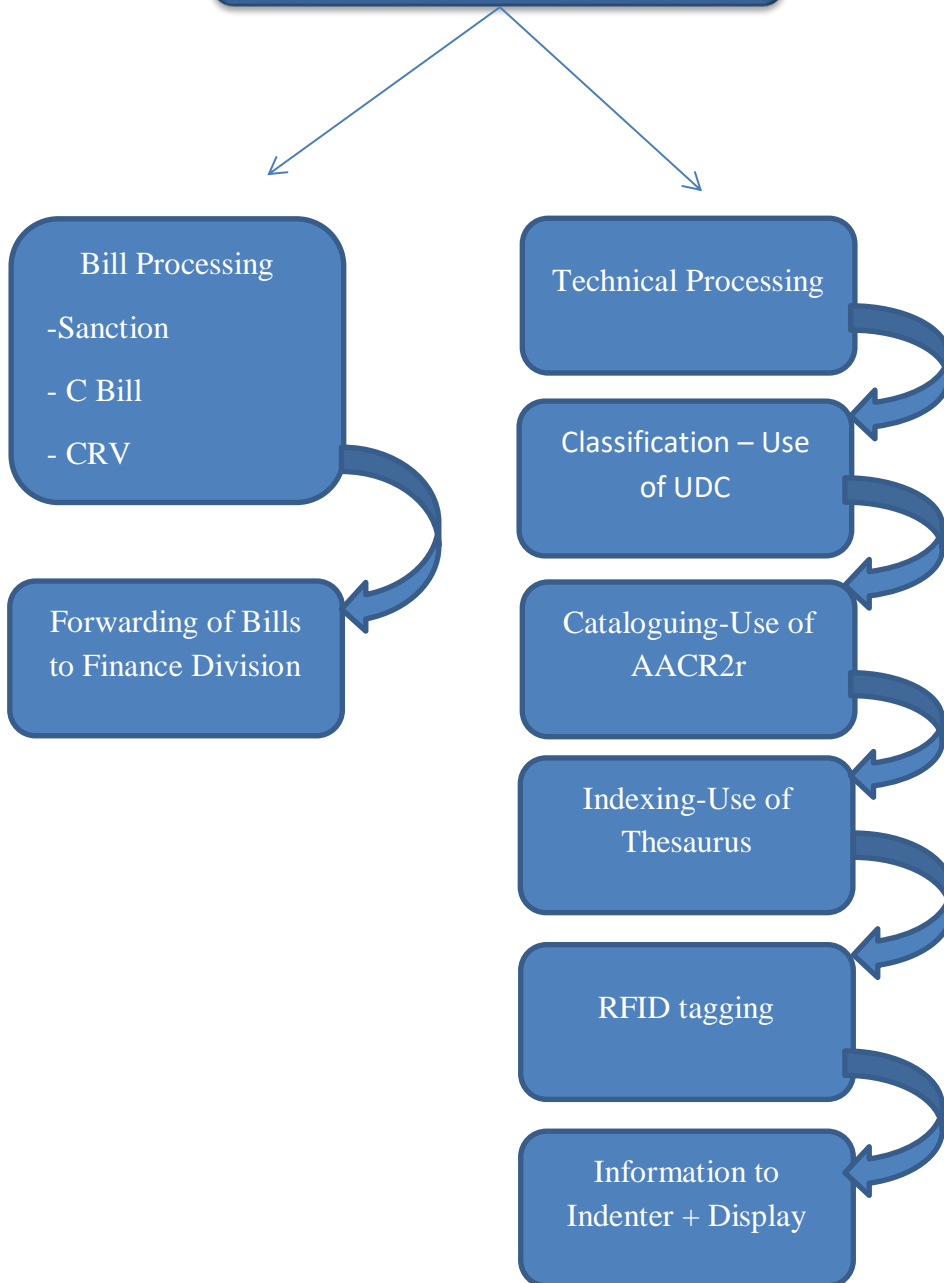 Bill Processing
-Sanction
- C Bill
- CRV
Forwarding of Bills
to Finance Division
Technical Processing
Classification – Use
of UDC
Cataloguing-Use of
AACR2r
Indexing-Use of
Thesaurus
RFID tagging
Information to
Indenter + Display